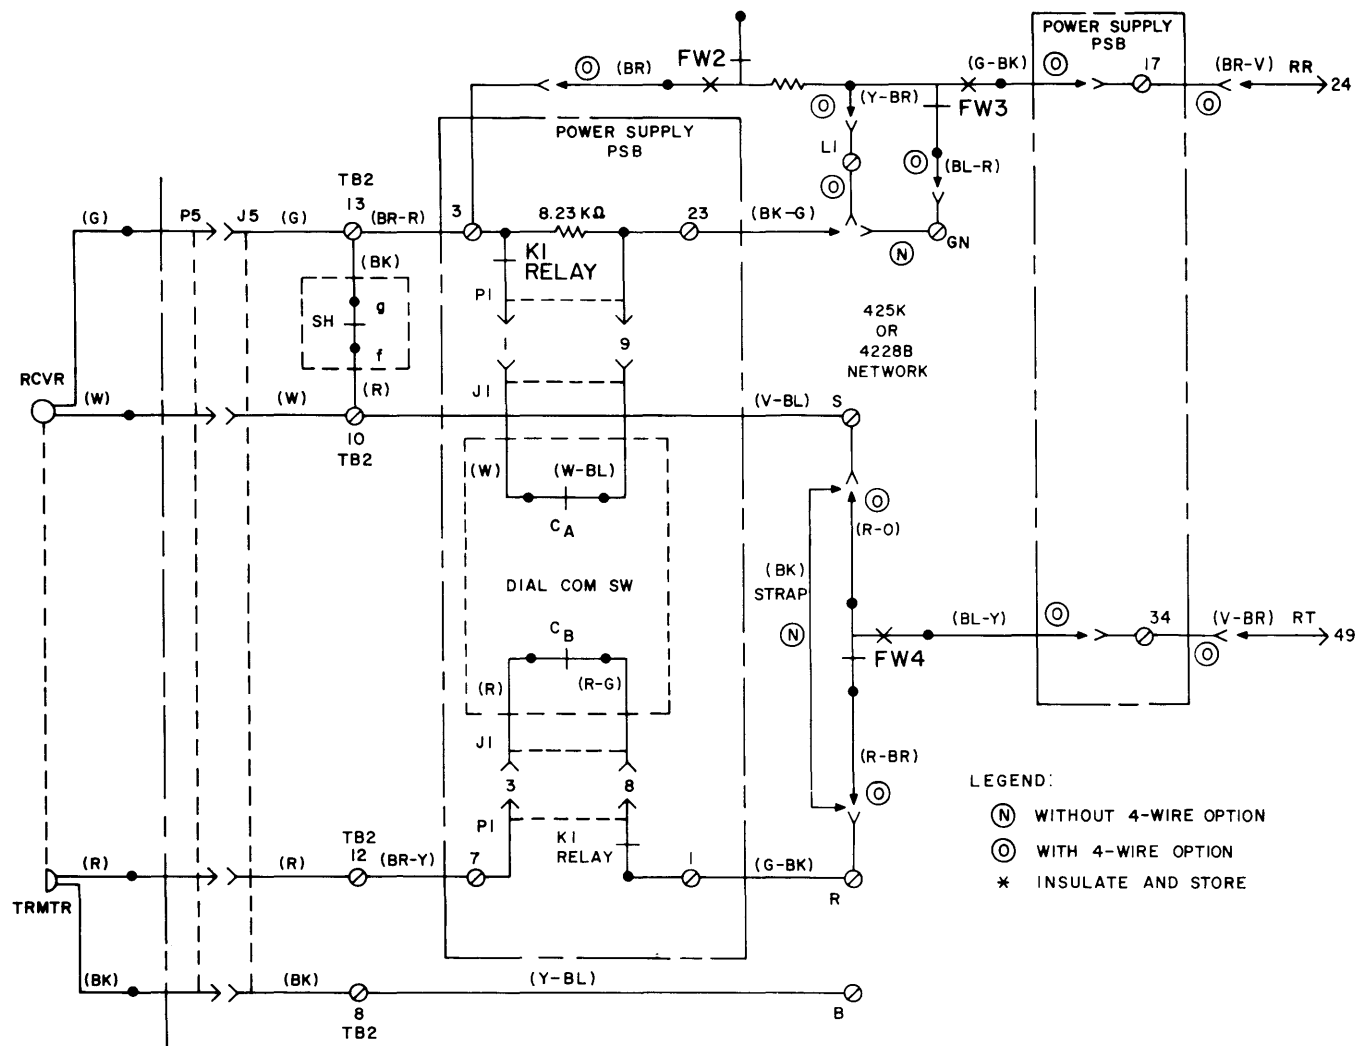 POWER SUPPLY
PSB
FW2
O (BR)
(G-BK) O 17 (BR-V) RR
24
O (Y-BR)
FW3
O
POWER SUPPLY
PSB
L1
O (BL-R)
O
TB2
13
(G) P5 J5 (G) (BR-R) 3 8.23 KΩ 23 (BK-G)
GN
N
K1
RELAY
(BK)
P1
g
SH
f
1 9
425K
OR
4228B
NETWORK
RCVR
(W) (W) (R) J1 (V-BL) S
10
TB2
(W) (W-BL)
O
CA
(R-O)
(BK)
STRAP
DIAL COM SW
N
CB
(BL-Y) O 34 (V-BR) RT
49
O
FW4
(R) (R-G)
J1
(R-BR)
3 8
O
P1
K1
RELAY
LEGEND:
N WITHOUT 4-WIRE OPTION
O WITH 4-WIRE OPTION
* INSULATE AND STORE
TB2
(R) (R) 12 (BR-Y) 7 1 (G-BK)
R
TRMTR
(BK) (BK) (Y-BL)
8
TB2
B